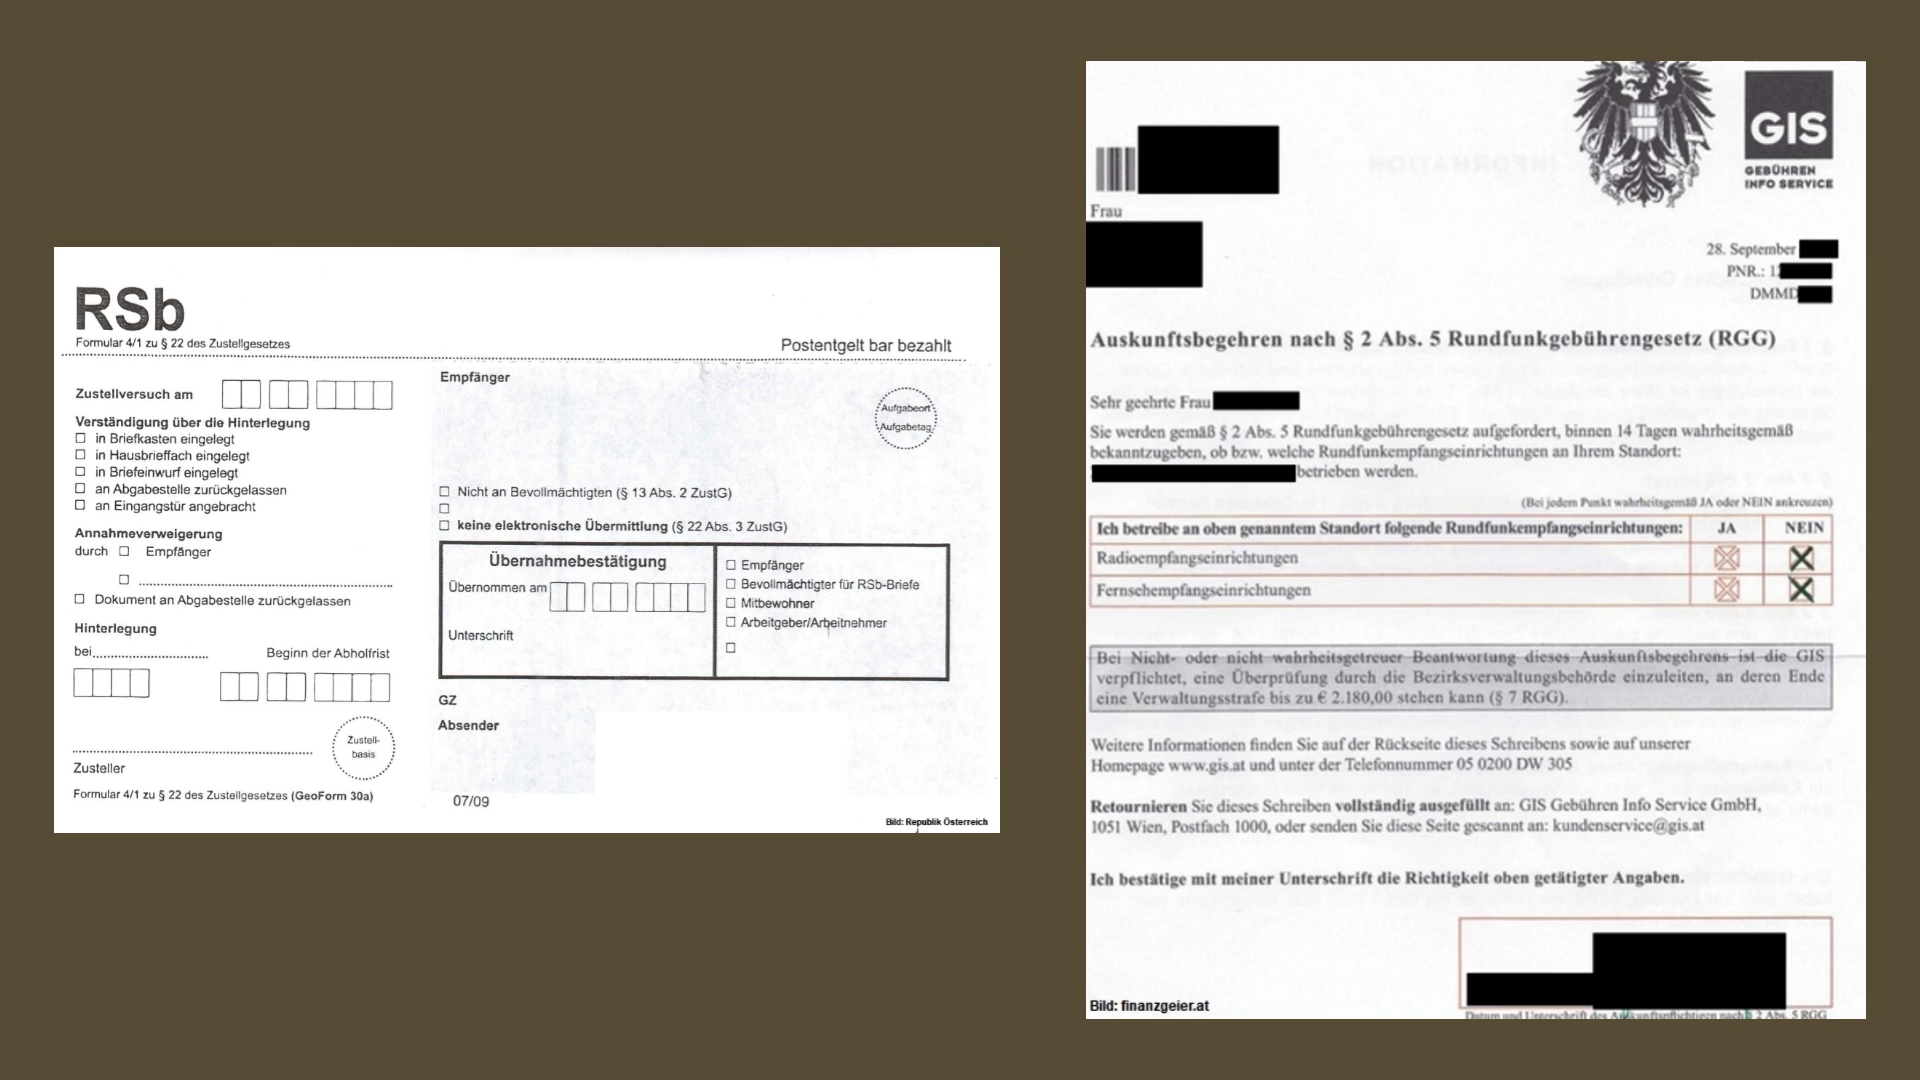 RSb
Formular 4/1 zu § 22 des Zustellgesetzes
Postentgelt bar bezahlt
Zustellversuch am
Verständigung über die Hinterlegung
in Briefkasten eingelegt
in Hausbrieffach eingelegt
in Briefeinwurf eingelegt
an Abgabestelle zurückgelassen
an Eingangstür angebracht
Annahmeverweigerung
durch Empfänger
Dokument an Abgabestelle zurückgelassen
Hinterlegung
bei
Beginn der Abholfrist
Zustell-
basis
Zusteller
Formular 4/1 zu § 22 des Zustellgesetzes (GeoForm 30a)
Empfänger
Aufgabeort
Aufgabetag
Nicht an Bevollmächtigten (§ 13 Abs. 2 ZustG)
keine elektronische Übermittlung (§ 22 Abs. 3 ZustG)
Übernahmebestätigung
Übernommen am
Unterschrift
Empfänger
Bevollmächtigter für RSb-Briefe
Mitbewohner
Arbeitgeber/Arbeitnehmer
GZ
Absender
07/09
Bild: Republik Österreich
GIS
GEBÜHREN
INFO SERVICE
INFORMATION
Frau
28. September
PNR.: 12
DMMD
Auskunftsbegehren nach § 2 Abs. 5 Rundfunkgebührengesetz (RGG)
Sehr geehrte Frau
Sie werden gemäß § 2 Abs. 5 Rundfunkgebührengesetz aufgefordert, binnen 14 Tagen wahrheitsgemäß
bekanntzugeben, ob bzw. welche Rundfunkempfangseinrichtungen an Ihrem Standort:
betrieben werden.
(Bei jedem Punkt wahrheitsgemäß JA oder NEIN ankreuzen)
Ich betreibe an oben genanntem Standort folgende Rundfunkempfangseinrichtungen: JA NEIN
Radioempfangseinrichtungen
Fernsehempfangseinrichtungen
Bei Nicht- oder nicht wahrheitsgetreuer Beantwortung dieses Auskunftsbegehrens ist die GIS
verpflichtet, eine Überprüfung durch die Bezirksverwaltungsbehörde einzuleiten, an deren Ende
eine Verwaltungsstrafe bis zu € 2.180,00 stehen kann (§ 7 RGG).
Weitere Informationen finden Sie auf der Rückseite dieses Schreibens sowie auf unserer
Homepage www.gis.at und unter der Telefonnummer 05 0200 DW 305
Retournieren Sie dieses Schreiben vollständig ausgefüllt an: GIS Gebühren Info Service GmbH,
1051 Wien, Postfach 1000, oder senden Sie diese Seite gescannt an: kundenservice@gis.at
Ich bestätige mit meiner Unterschrift die Richtigkeit oben getätigter Angaben.
Datum und Unterschrift des Auskunftspflichtigen nach § 2 Abs. 5 RGG
Bild: finanzgeier.at